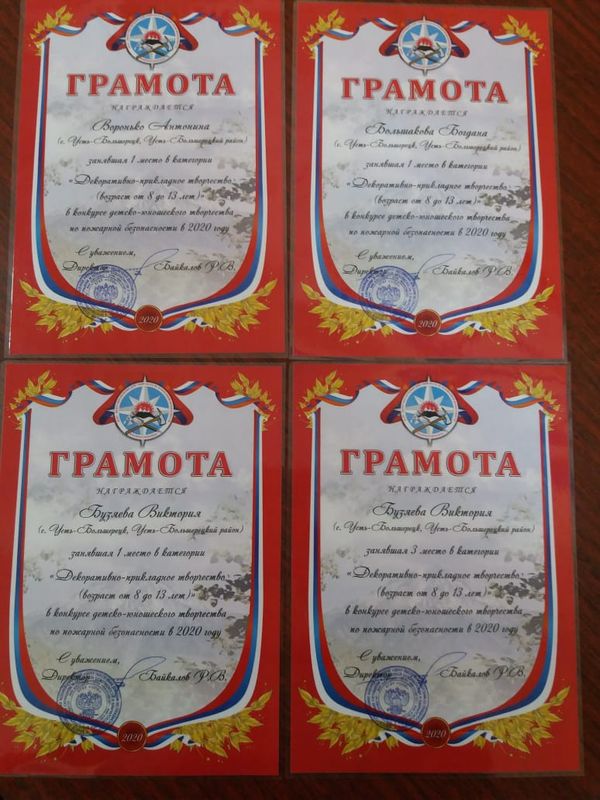 ГРАМОТА
НАГРАЖДАЕТСЯ
Воронько Антонина
(с. Усть-Большерецк, Усть-Большерецкий район)
занявшая 1 место в категории
«Декоративно-прикладное творчество
(возраст от 8 до 13 лет)»
в конкурсе детско-юношеского творчества
по пожарной безопасности в 2020 году
С уважением,
Директор Байкалов Р.В.
2020
ГРАМОТА
НАГРАЖДАЕТСЯ
Большакова Богдана
(с. Усть-Большерецк, Усть-Большерецкий район)
занявшая 1 место в категории
«Декоративно-прикладное творчество
(возраст от 8 до 13 лет)»
в конкурсе детско-юношеского творчества
по пожарной безопасности в 2020 году
С уважением,
Директор Байкалов Р.В.
2020
ГРАМОТА
НАГРАЖДАЕТСЯ
Бузяева Виктория
(с. Усть-Большерецк, Усть-Большерецкий район)
занявшая 1 место в категории
«Декоративно-прикладное творчество
(возраст от 8 до 13 лет)»
в конкурсе детско-юношеского творчества
по пожарной безопасности в 2020 году
С уважением,
Директор Байкалов Р.В.
2020
ГРАМОТА
НАГРАЖДАЕТСЯ
Бузяева Виктория
(с. Усть-Большерецк, Усть-Большерецкий район)
занявшая 3 место в категории
«Декоративно-прикладное творчество
(возраст от 8 до 13 лет)»
в конкурсе детско-юношеского творчества
по пожарной безопасности в 2020 году
С уважением,
Директор Байкалов Р.В.
2020